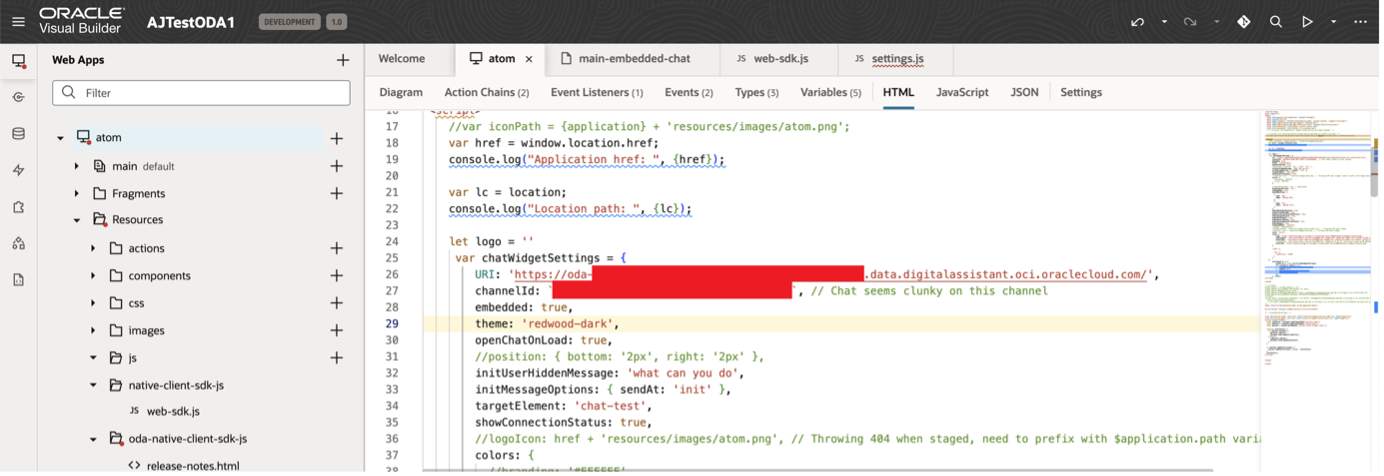 ORACLE
Visual Builder
AJTestODA1
DEVELOPMENT
1.0
Web Apps
Filter
atom
main default
Fragments
Resources
actions
components
css
images
js
native-client-sdk-js
JS web-sdk.js
oda-native-client-sdk-js
<> release-notes.html
Welcome
atom
main-embedded-chat
JS web-sdk.js
JS settings.js
Diagram
Action Chains (2)
Event Listeners (1)
Events (2)
Types (3)
Variables (5)
HTML
JavaScript
JSON
Settings
16 <script>
17 //var iconPath = {application} + 'resources/images/atom.png';
18 var href = window.location.href;
19 console.log("Application href: ", {href});
20
21 var lc = location;
22 console.log("Location path: ", {lc});
23
24 let logo = ''
25 var chatWidgetSettings = {
26 URI: 'https://oda- .data.digitalassistant.oci.oraclecloud.com/',
27 channelId: ` `, // Chat seems clunky on this channel
28 embedded: true,
29 theme: 'redwood-dark',
30 openChatOnLoad: true,
31 //position: { bottom: '2px', right: '2px' },
32 initUserHiddenMessage: 'what can you do',
33 initMessageOptions: { sendAt: 'init' },
34 targetElement: 'chat-test',
35 showConnectionStatus: true,
36 //logoIcon: href + 'resources/images/atom.png', // Throwing 404 when staged, need to prefix with $application.path varia
37 colors: {
38 //branding: '#EEEEEE'